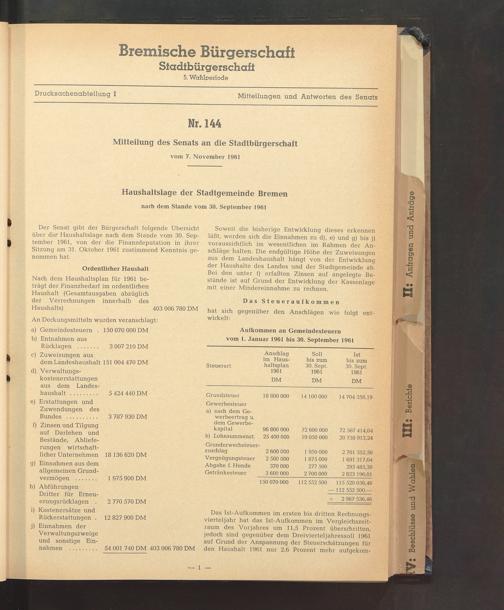 Bremische Bürgerschaft
Stadtbürgerschaft
5. Wahlperiode
Drucksachenabteilung I
Mitteilungen und Antworten des Senats
Nr. 144
Mitteilung des Senats an die Stadtbürgerschaft
vom 7. November 1961
Haushaltslage der Stadtgemeinde Bremen
nach dem Stande vom 30. September 1961
Der Senat gibt der Bürgerschaft folgende Übersicht
über die Haushaltslage nach dem Stande vom 30. Sep-
tember 1961, von der die Finanzdeputation in ihrer
Sitzung am 31. Oktober 1961 zustimmend Kenntnis ge-
nommen hat.
Ordentlicher Haushalt
Nach dem Haushaltsplan für 1961 be-
trägt der Finanzbedarf im ordentlichen
Haushalt (Gesamtausgaben abzüglich
der Verrechnungen innerhalb des
Haushalts) 403 006 780 DM
An Deckungsmitteln wurden veranschlagt:
a) Gemeindesteuern . 130 070 000 DM
b) Entnahmen aus
Rücklagen ....... 3 007 210 DM
c) Zuweisungen aus
dem Landeshaushalt 151 004 470 DM
d) Verwaltungs-
kostenerstattungen
aus dem Landes-
haushalt ......... 5 424 440 DM
e) Erstattungen und
Zuwendungen des
Bundes .......... 3 787 930 DM
f) Zinsen und Tilgung
auf Darlehen und
Bestände, Abliefe-
rungen wirtschaft-
licher Unternehmen 18 136 620 DM
g) Einnahmen aus dem
allgemeinen Grund-
vermögen ....... 1 975 900 DM
h) Abführungen
Dritter für Erneu-
erungsrücklagen . 2 770 570 DM
i) Kostensätze und
Rückerstattungen . 12 827 900 DM
j) Einnahmen der
Verwaltungszweige
und sonstige Ein-
nahmen ......... 54 001 740 DM 403 006 780 DM
Soweit die bisherige Entwicklung dieses erkennen
läßt, werden sich die Einnahmen zu d), e) und g) bis j)
voraussichtlich im wesentlichen im Rahmen der An-
schläge halten. Die endgültige Höhe der Zuweisungen
aus dem Landeshaushalt hängt von der Entwicklung
der Haushalte des Landes und der Stadtgemeinde ab.
Bei den unter f) erfaßten Zinsen auf angelegte Be-
stände ist auf Grund der Entwicklung der Kassenlage
mit einer Mindereinnahme zu rechnen.
Das Steueraufkommen
hat sich gegenüber den Anschlägen wie folgt ent-
wickelt:
Aufkommen an Gemeindesteuern
vom 1. Januar 1961 bis 30. September 1961
Steuerart Anschlag im Haus-haltsplan 1961 DM Soll bis zum 30. Sept. 1961 DM Ist bis zum 30. Sept. 1961 DM
Grundsteuer 18 800 000 14 100 000 14 704 259,19
Gewerbesteuer
a) nach dem Ge-
werbeertrag u.
dem Gewerbe-
kapital 96 800 000 72 600 000 72 567 414,04
b) Lohnsummenst. 25 400 000 19 050 000 20 738 012,24
Grunderwerbsteuer-
zuschlag 2 600 000 1 950 000
Vergnügungsteuer 2 500 000 1 875 000 1 691 317,64
Abgabe f. Hunde 370 000 277 500
Getränkesteuer 3 600 000 2 700 000
130 070 000 112 552 500 115 520 036,46
— 112 552 500,—
+ 2 967 536,46
Das Ist-Aufkommen im ersten bis dritten Rechnungs-
vierteljahr hat das Ist-Aufkommen im Vergleichszeit-
raum des Vorjahres um 11,5 Prozent überschritten,
jedoch sind gegenüber dem Dreivierteljahressoll 1961
auf Grund der Anspannung der Steuerschätzungen für
den Haushalt 1961 nur 2,6 Prozent mehr aufgekom-
— 1 —
II: Anfragen und Anträge
III: Berichte
V: Beschlüsse und Wahlen